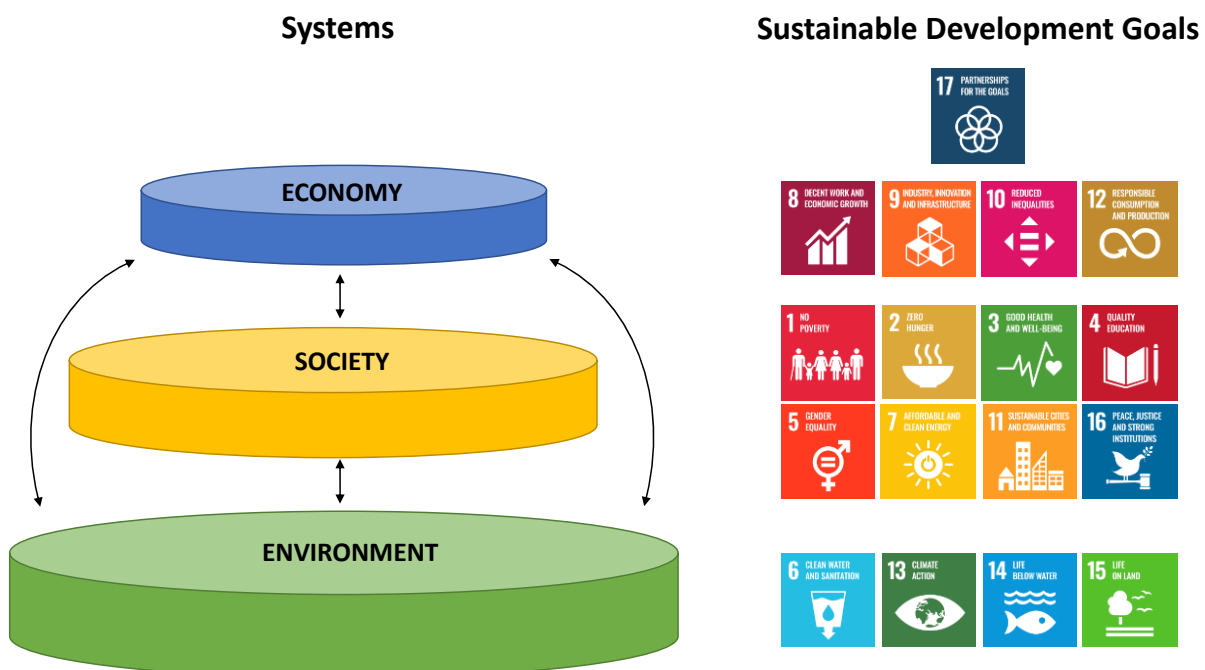 Systems
Sustainable Development Goals
17 PARTNERSHIPS
FOR THE GOALS
ECONOMY
8 DECENT WORK AND
ECONOMIC GROWTH
9 INDUSTRY, INNOVATION
AND INFRASTRUCTURE
10 REDUCED
INEQUALITIES
12 RESPONSIBLE
CONSUMPTION
AND PRODUCTION
SOCIETY
1 NO
POVERTY
2 ZERO
HUNGER
3 GOOD HEALTH
AND WELL-BEING
4 QUALITY
EDUCATION
5 GENDER
EQUALITY
7 AFFORDABLE AND
CLEAN ENERGY
11 SUSTAINABLE CITIES
AND COMMUNITIES
16 PEACE, JUSTICE
AND STRONG
INSTITUTIONS
ENVIRONMENT
6 CLEAN WATER
AND SANITATION
13 CLIMATE
ACTION
14 LIFE
BELOW WATER
15 LIFE
ON LAND